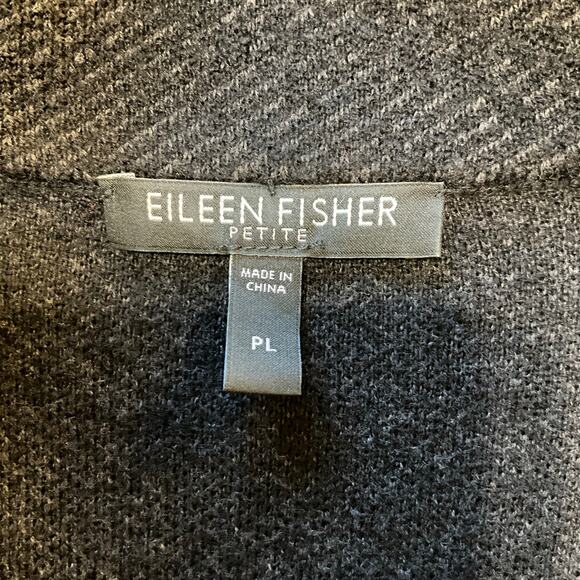 EILEEN FISHER
PETITE
MADE IN
CHINA
PL